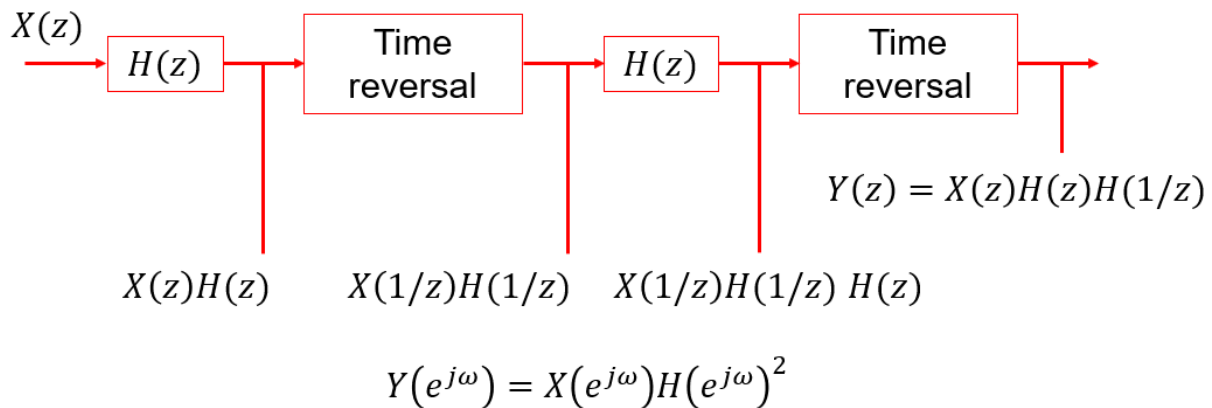 X(z)
H(z)
Time
reversal
H(z)
Time
reversal
Y(z) = X(z)H(z)H(1/z)
X(z)H(z)
X(1/z)H(1/z)
X(1/z)H(1/z) H(z)
Y(e^{jω}) = X(e^{jω})H(e^{jω})^2